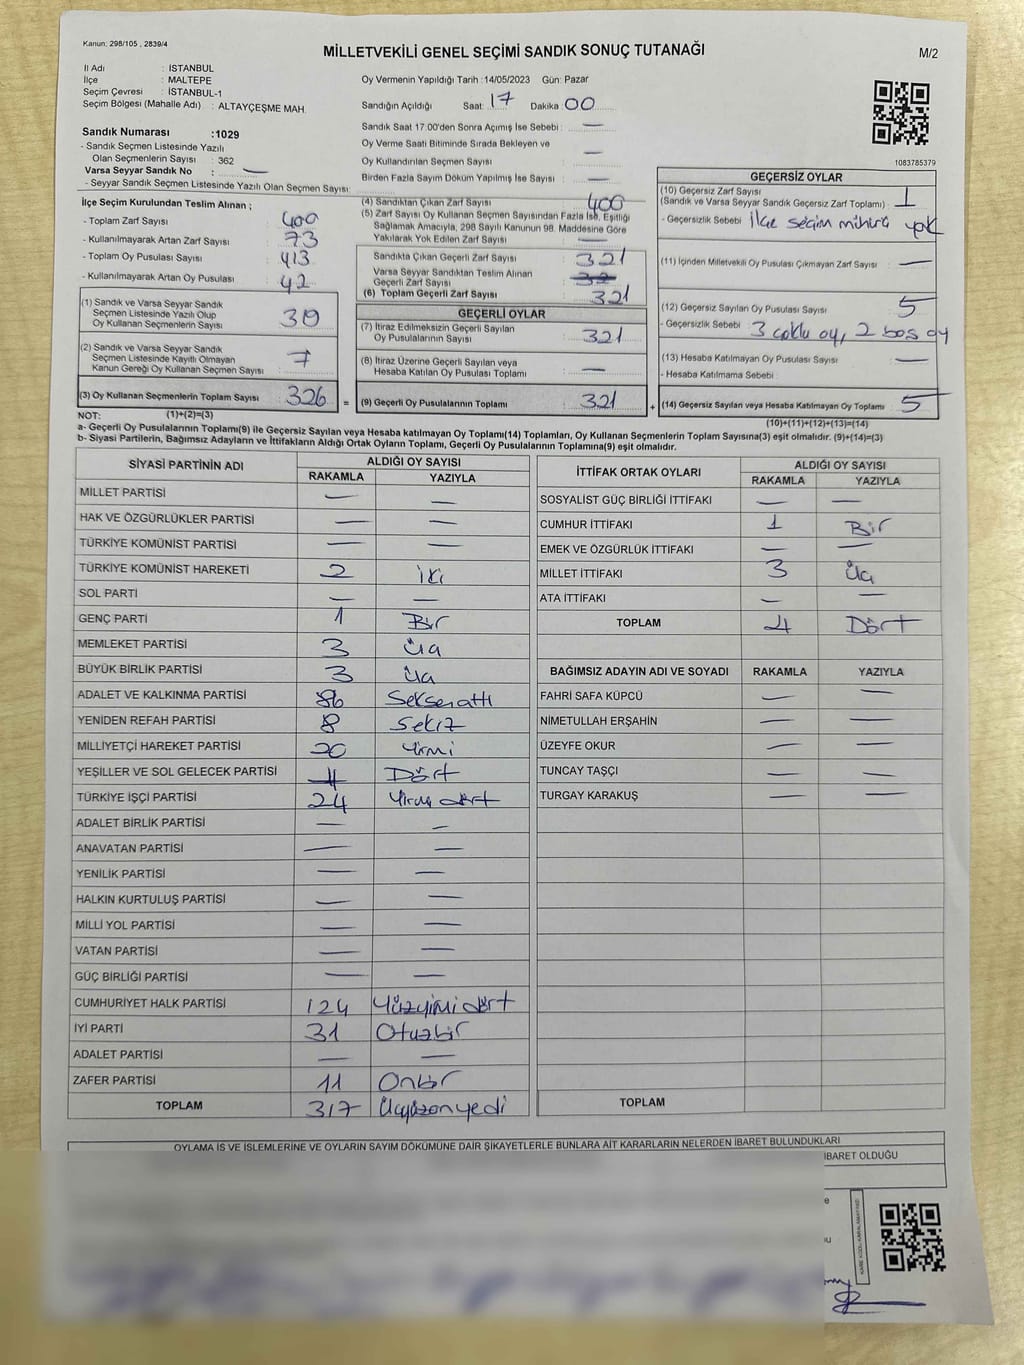 Kanun: 298/105 , 2839/4
MİLLETVEKİLİ GENEL SEÇİMİ SANDIK SONUÇ TUTANAĞI
M/2
İl Adı : İSTANBUL
İlçe : MALTEPE
Seçim Çevresi : İSTANBUL-1
Seçim Bölgesi (Mahalle Adı) : ALTAYÇEŞME MAH.
Oy Vermenin Yapıldığı Tarih :14/05/2023 Gün: Pazar
Sandığın Açıldığı Saat: 17 Dakika 00
Sandık Saat 17.00'den Sonra Açılmış İse Sebebi : —
Oy Verme Saati Bitiminde Sırada Bekleyen ve
Oy Kullandırılan Seçmen Sayısı : —
Birden Fazla Sayım Döküm Yapılmış İse Sayısı : —
1083785379
Sandık Numarası :1029
- Sandık Seçmen Listesinde Yazılı
Olan Seçmenlerin Sayısı : 362
Varsa Seyyar Sandık No : —
- Seyyar Sandık Seçmen Listesinde Yazılı Olan Seçmen Sayısı:
İlçe Seçim Kurulundan Teslim Alınan ;
- Toplam Zarf Sayısı : 400
- Kullanılmayarak Artan Zarf Sayısı : 73
- Toplam Oy Pusulası Sayısı : 413
- Kullanılmayarak Artan Oy Pusulası : 42
(1) Sandık ve Varsa Seyyar Sandık
Seçmen Listesinde Yazılı Olup
Oy Kullanan Seçmenlerin Sayısı :
(2) Sandık ve Varsa Seyyar Sandık
Seçmen Listesinde Kayıtlı Olmayan
Kanun Gereği Oy Kullanan Seçmen Sayısı : 7
(3) Oy Kullanan Seçmenlerin Toplam Sayısı : 326 =
(4) Sandıktan Çıkan Zarf Sayısı : 400
(5) Zarf Sayısı Oy Kullanan Seçmen Sayısından Fazla İse, Eşitliği
Sağlamak Amacıyla, 298 Sayılı Kanunun 98. Maddesine Göre
Yakılarak Yok Edilen Zarf Sayısı : —
Sandıkta Çıkan Geçerli Zarf Sayısı : 321
Varsa Seyyar Sandıktan Teslim Alınan
Geçerli Zarf Sayısı :
(6) Toplam Geçerli Zarf Sayısı : 321
GEÇERLİ OYLAR
(7) İtiraz Edilmeksizin Geçerli Sayılan
Oy Pusulalarının Sayısı : 321
(8) İtiraz Üzerine Geçerli Sayılan veya
Hesaba Katılan Oy Pusulası Toplamı : —
(9) Geçerli Oy Pusulalarının Toplamı : 321 +
GEÇERSİZ OYLAR
(10) Geçersiz Zarf Sayısı
(Sandık ve Varsa Seyyar Sandık Geçersiz Zarf Toplamı) : 1
- Geçersizlik Sebebi : İlçe seçim mührü yok
(11) İçinden Milletvekili Oy Pusulası Çıkmayan Zarf Sayısı : —
(12) Geçersiz Sayılan Oy Pusulası Sayısı : 5
- Geçersizlik Sebebi : 3 çoklu oy, 2 boş oy
(13) Hesaba Katılmayan Oy Pusulası Sayısı : —
- Hesaba Katılmama Sebebi :
(14) Geçersiz Sayılan veya Hesaba Katılmayan Oy Toplamı : 5
NOT: (1)+(2)=(3)
(10)+(11)+(12)+(13)=(14)
a- Geçerli Oy Pusulalarının Toplamı(9) ile Geçersiz Sayılan veya Hesaba katılmayan Oy Toplamı(14) Toplamları, Oy Kullanan Seçmenlerin Toplam Sayısına(3) eşit olmalıdır. (9)+(14)=(3)
b- Siyasi Partilerin, Bağımsız Adayların ve İttifakların Aldığı Ortak Oyların Toplamı, Geçerli Oy Pusulalarının Toplamına(9) eşit olmalıdır.
SİYASİ PARTİNİN ADI ALDIĞI OY SAYISI
RAKAMLA YAZIYLA
MİLLET PARTİSİ — —
HAK VE ÖZGÜRLÜKLER PARTİSİ — —
TÜRKİYE KOMÜNİST PARTİSİ — —
TÜRKİYE KOMÜNİST HAREKETİ 2 İki
SOL PARTİ — —
GENÇ PARTİ 1 Bir
MEMLEKET PARTİSİ 3 Üç
BÜYÜK BİRLİK PARTİSİ 3 Üç
ADALET VE KALKINMA PARTİSİ 86 Seksenaltı
YENİDEN REFAH PARTİSİ 8 Sekiz
MİLLİYETÇİ HAREKET PARTİSİ 20 Yirmi
YEŞİLLER VE SOL GELECEK PARTİSİ 4 Dört
TÜRKİYE İŞÇİ PARTİSİ 24 Yirmi dört
ADALET BİRLİK PARTİSİ — —
ANAVATAN PARTİSİ — —
YENİLİK PARTİSİ — —
HALKIN KURTULUŞ PARTİSİ — —
MİLLİ YOL PARTİSİ — —
VATAN PARTİSİ — —
GÜÇ BİRLİĞİ PARTİSİ — —
CUMHURİYET HALK PARTİSİ 124 Yüzyirmi dört
İYİ PARTİ 31 Otuzbir
ADALET PARTİSİ — —
ZAFER PARTİSİ 11 Onbir
TOPLAM 317 Üçyüzonyedi
İTTİFAK ORTAK OYLARI ALDIĞI OY SAYISI
RAKAMLA YAZIYLA
SOSYALİST GÜÇ BİRLİĞİ İTTİFAKI — —
CUMHUR İTTİFAKI 1 Bir
EMEK VE ÖZGÜRLÜK İTTİFAKI — —
MİLLET İTTİFAKI 3 Üç
ATA İTTİFAKI — —
TOPLAM 4 Dört
BAĞIMSIZ ADAYIN ADI VE SOYADI RAKAMLA YAZIYLA
FAHRİ SAFA KÜPCÜ — —
NİMETULLAH ERŞAHİN — —
ÜZEYFE OKUR — —
TUNCAY TAŞÇI — —
TURGAY KARAKUŞ — —
TOPLAM
OYLAMA İŞ VE İŞLEMLERİNE VE OYLARIN SAYIM DÖKÜMÜNE DAİR ŞİKAYETLERLE BUNLARA AİT KARARLARIN NELERDEN İBARET BULUNDUKLARI
İBARET OLDUĞU